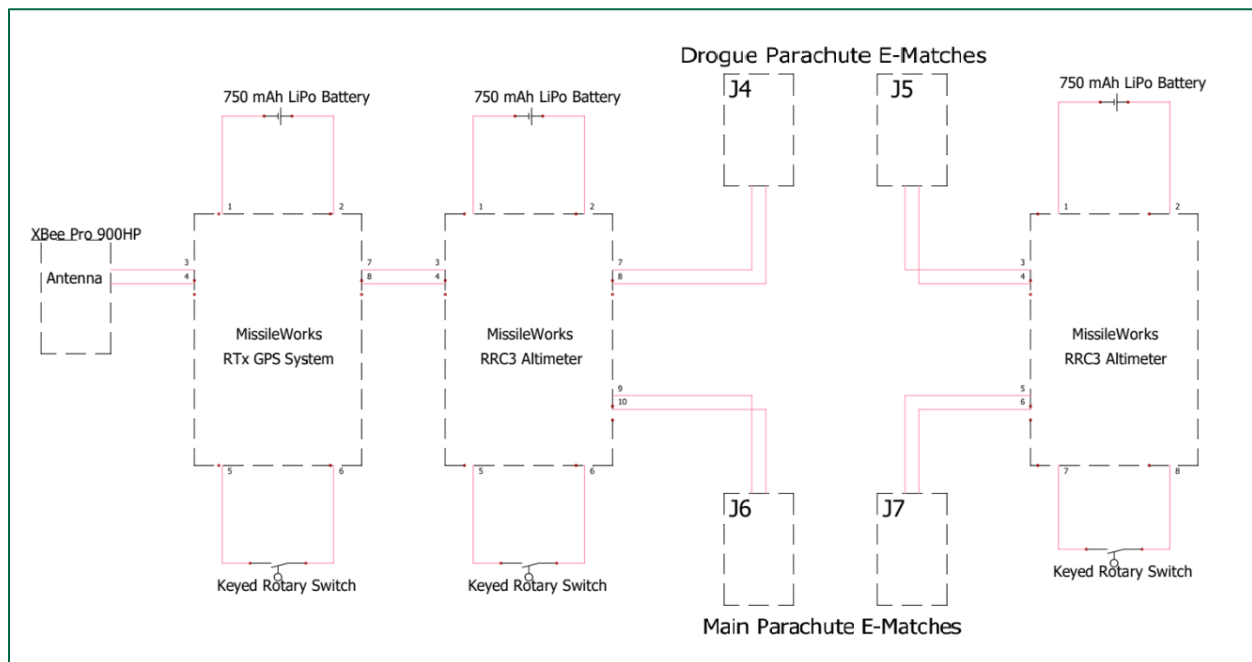 Drogue Parachute E-Matches
750 mAh LiPo Battery
750 mAh LiPo Battery
J4
J5
750 mAh LiPo Battery
1
2
1
2
1
2
XBee Pro 900HP
Antenna
3
4
7
8
3
4
7
8
3
4
MissileWorks
RTx GPS System
MissileWorks
RRC3 Altimeter
MissileWorks
RRC3 Altimeter
9
10
5
6
5
6
5
6
7
8
J6
J7
Keyed Rotary Switch
Keyed Rotary Switch
Keyed Rotary Switch
Main Parachute E-Matches